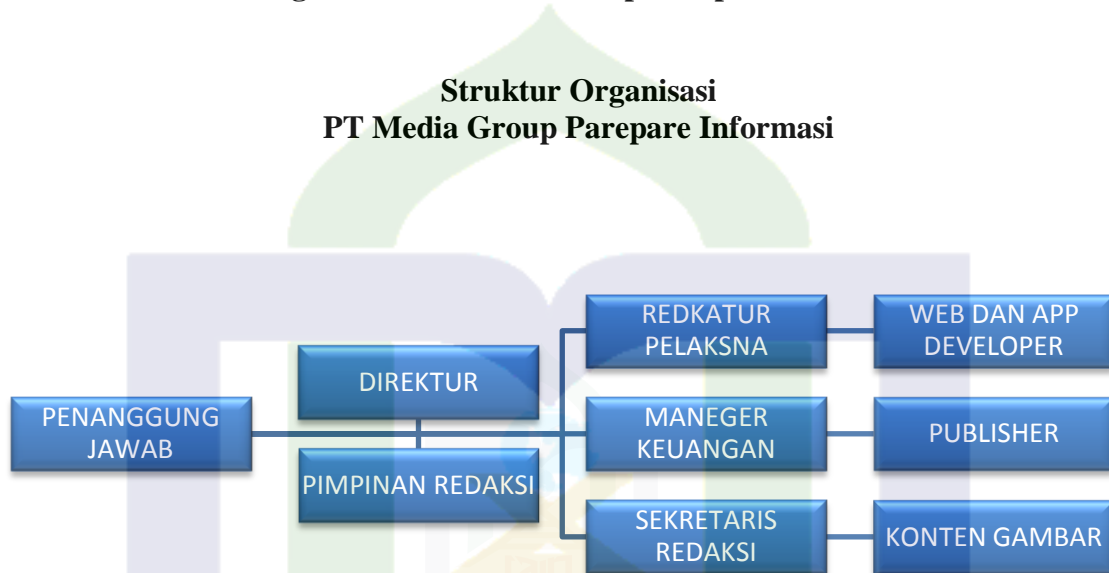 Struktur Organisasi
PT Media Group Parepare Informasi
PENANGGUNG
JAWAB
DIREKTUR
PIMPINAN REDAKSI
REDKATUR
PELAKSNA
MANEGER
KEUANGAN
SEKRETARIS
REDAKSI
WEB DAN APP
DEVELOPER
PUBLISHER
KONTEN GAMBAR